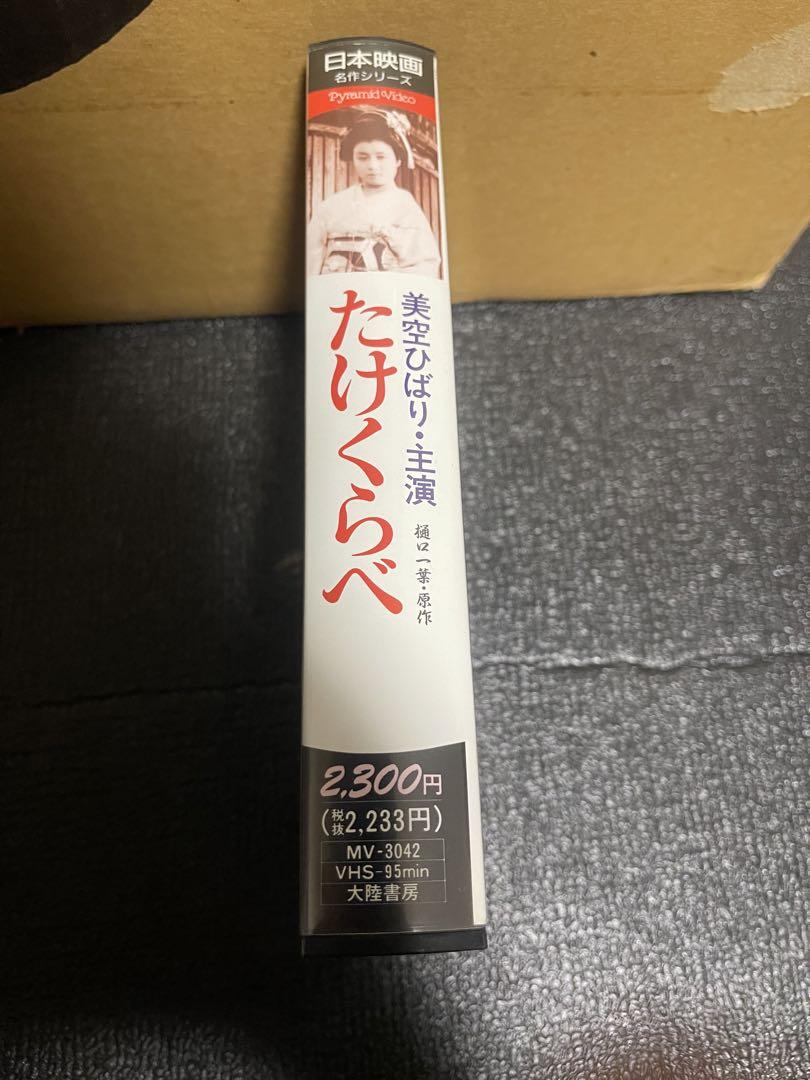 日本映画
名作シリーズ
Pyramid Video
美空ひばり・主演
たけくらべ
樋口一葉・原作
2,300円
(税抜2,233円)
MV-3042
VHS-95min
大陸書房